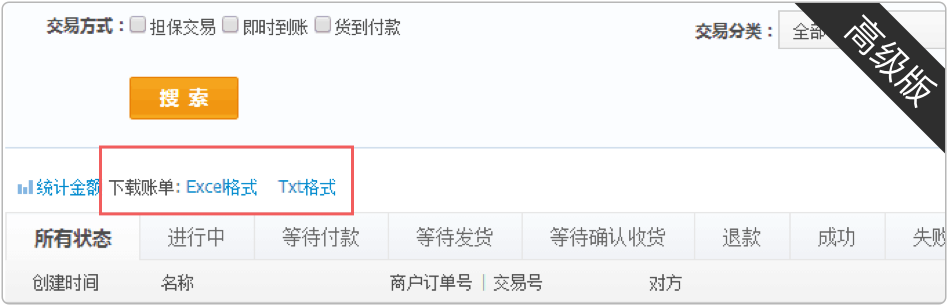 交易方式：担保交易 即时到账 货到付款
交易分类：全部
高级版
搜 索
统计金额 下载账单: Excel格式 Txt格式
所有状态 进行中 等待付款 等待发货 等待确认收货 退款 成功 失败
创建时间 名称 商户订单号 | 交易号 对方